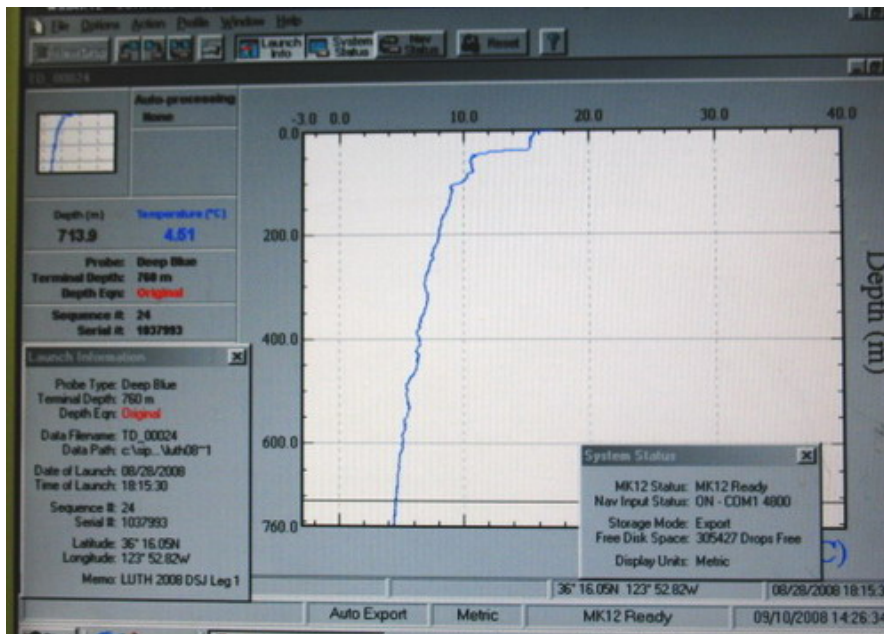 File Options Action Profile Window Help
Launch Info
System Status
Nav Status
Reset
?
TD_00024
Auto-processing
None
Depth (m) Temperature (°C)
713.9 4.51
Probe: Deep Blue
Terminal Depth: 760 m
Depth Eqn: Original
Sequence #: 24
Serial #: 1037993
-3.0 0.0 10.0 20.0 30.0 40.0
0.0
200.0
400.0
600.0
760.0
Depth (m)
Launch Information
Probe Type: Deep Blue
Terminal Depth: 760 m
Depth Eqn: Original
Data Filename: TD_00024
Data Path: c:\sip...\luth08~1
Date of Launch: 08/28/2008
Time of Launch: 18:15:30
Sequence #: 24
Serial #: 1037993
Latitude: 36° 16.05N
Longitude: 123° 52.82W
Memo: LUTH 2008 DSJ Leg 1
System Status
MK12 Status: MK12 Ready
Nav Input Status: ON - COM1 4800
Storage Mode: Export
Free Disk Space: 305427 Drops Free
Display Units: Metric
C)
36° 16.05N 123° 52.82W 08/28/2008 18:15:3
Auto Export Metric MK12 Ready 09/10/2008 14:26:34